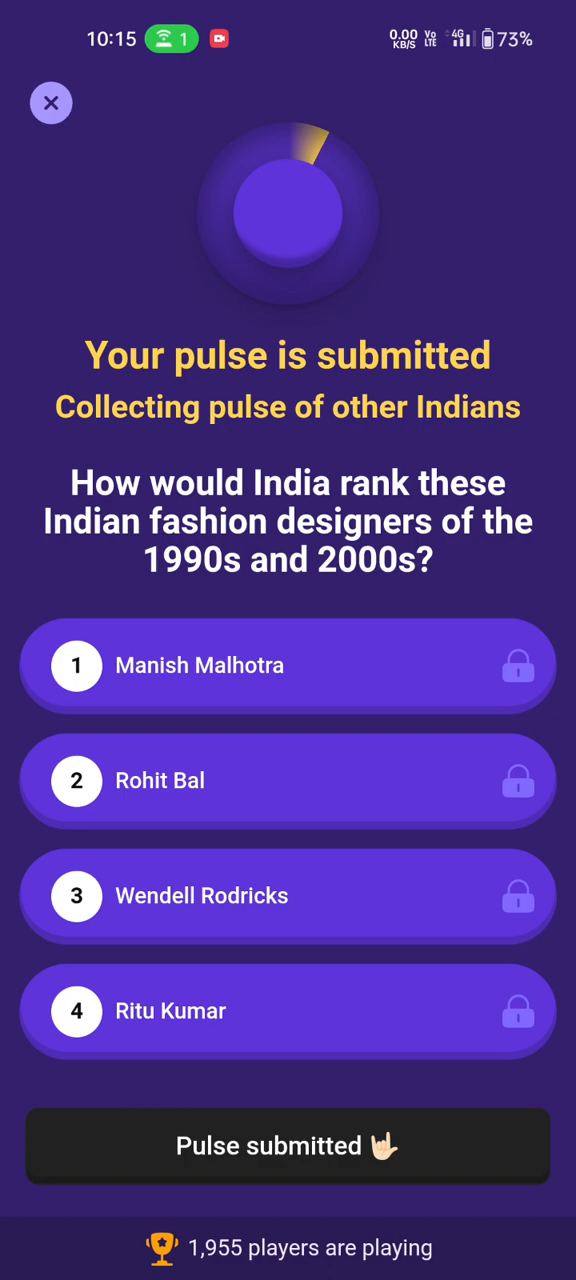 10:15 1 0.00 KB/S Vo LTE 4G 73%
Your pulse is submitted
Collecting pulse of other Indians
How would India rank these
Indian fashion designers of the
1990s and 2000s?
1 Manish Malhotra
2 Rohit Bal
3 Wendell Rodricks
4 Ritu Kumar
Pulse submitted 🤟🏻
1,955 players are playing